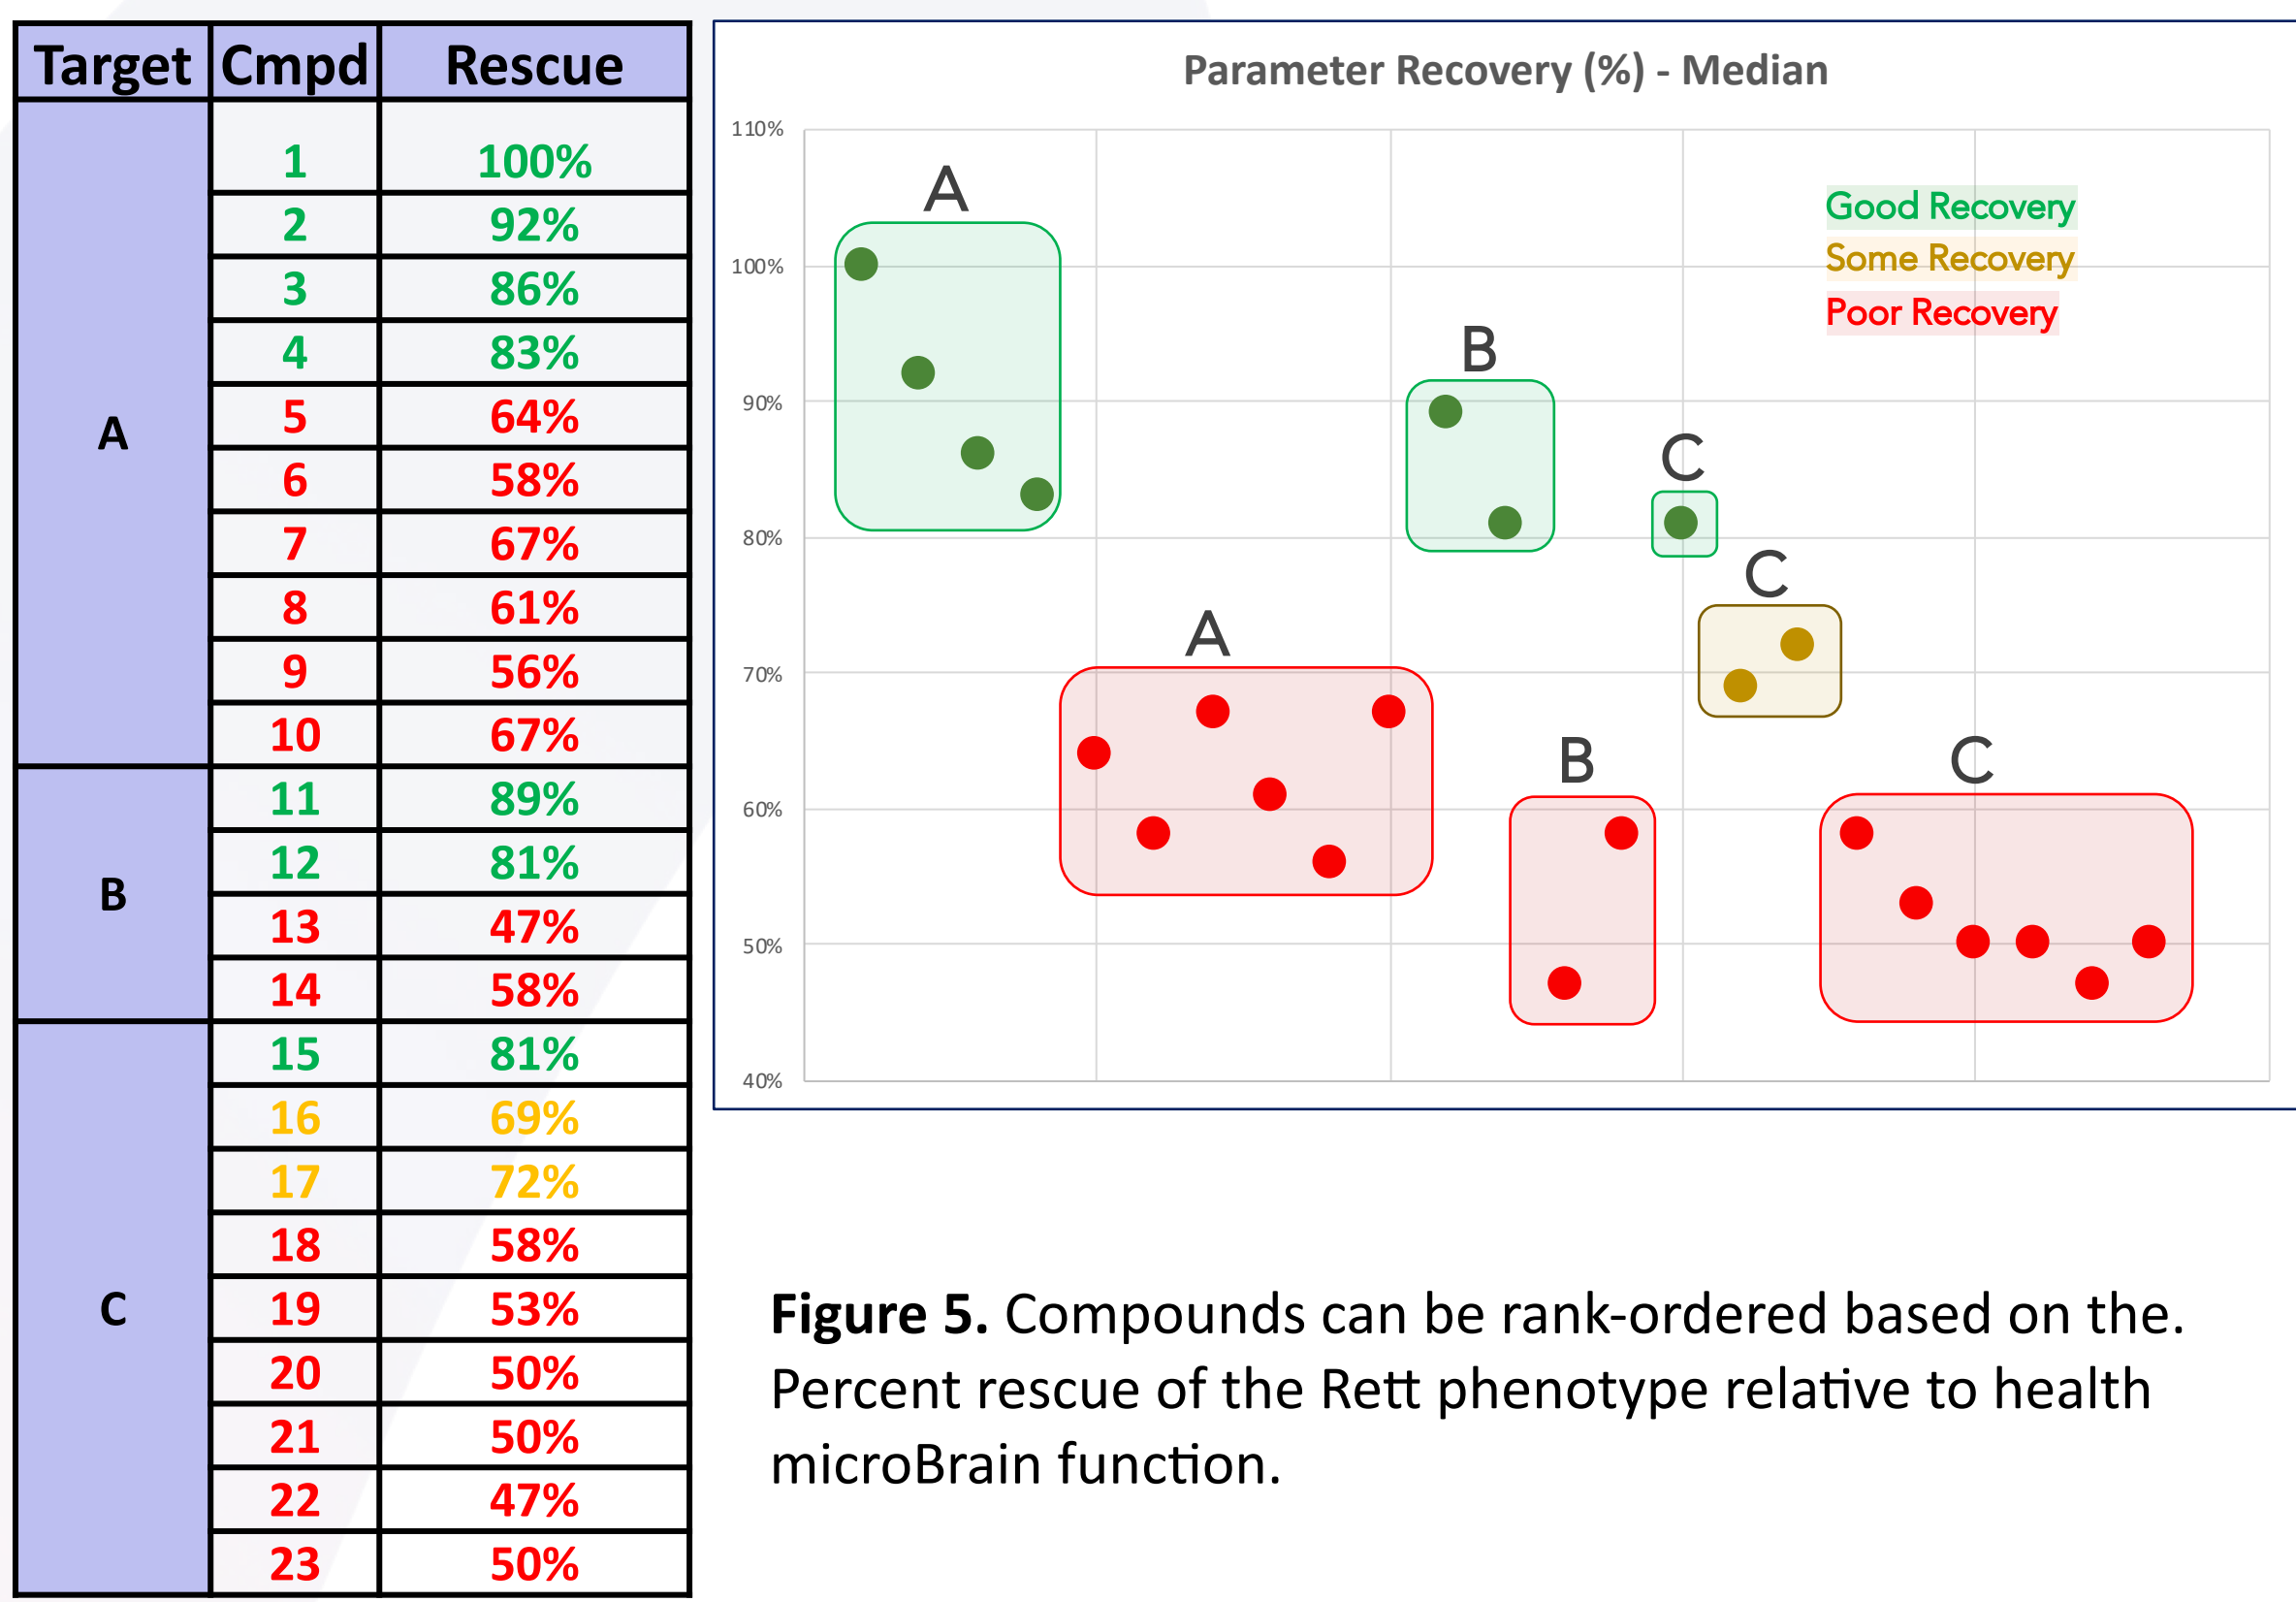 Target Cmpd Rescue
A
1 100%
2 92%
3 86%
4 83%
5 64%
6 58%
7 67%
8 61%
9 56%
10 67%
B
11 89%
12 81%
13 47%
14 58%
C
15 81%
16 69%
17 72%
18 58%
19 53%
20 50%
21 50%
22 47%
23 50%
Parameter Recovery (%) - Median
110%
100%
90%
80%
70%
60%
50%
40%
A
B
C
C
A
B
C
Good Recovery
Some Recovery
Poor Recovery
Figure 5. Compounds can be rank-ordered based on the.
Percent rescue of the Rett phenotype relative to health
microBrain function.